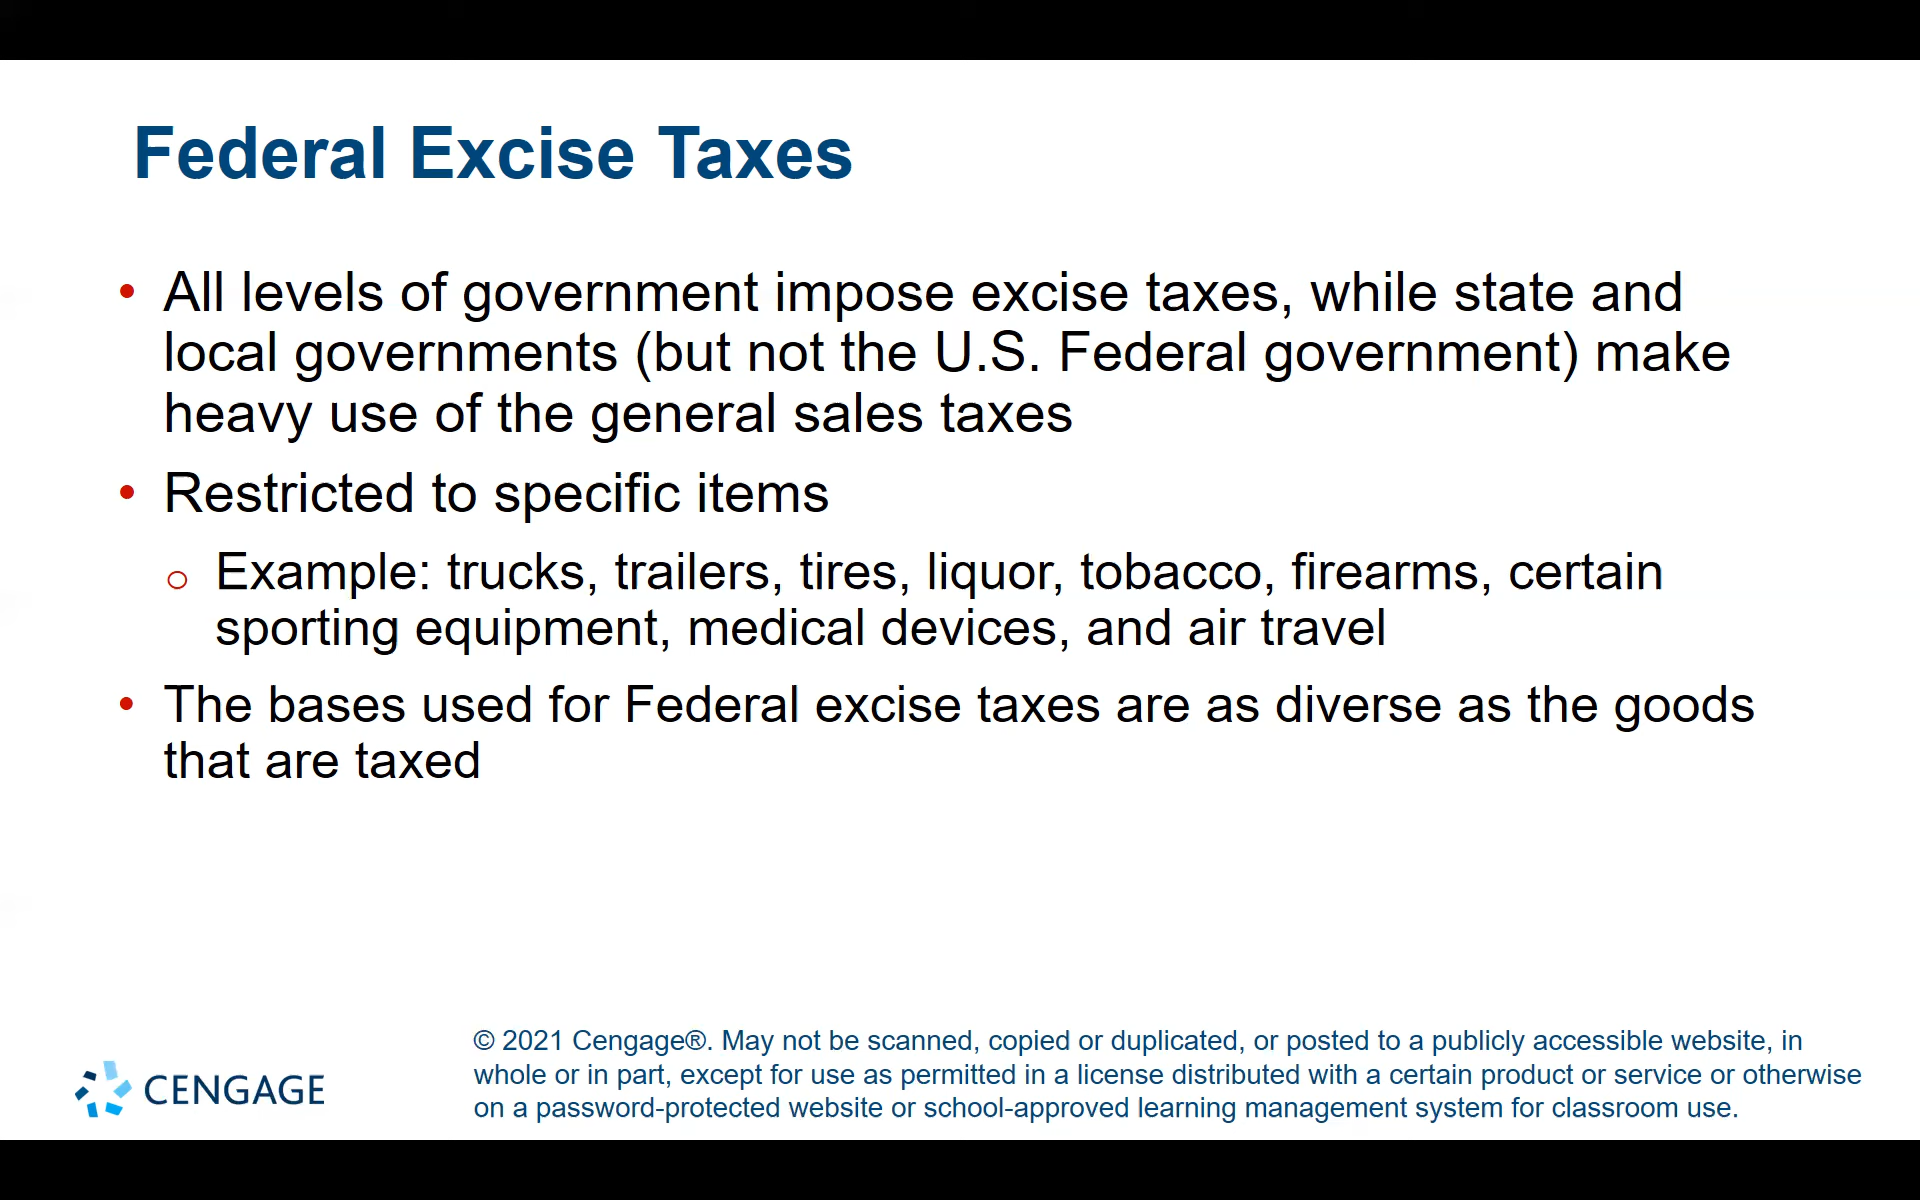 Federal Excise Taxes
• All levels of government impose excise taxes, while state and
local governments (but not the U.S. Federal government) make
heavy use of the general sales taxes
• Restricted to specific items
o Example: trucks, trailers, tires, liquor, tobacco, firearms, certain
sporting equipment, medical devices, and air travel
• The bases used for Federal excise taxes are as diverse as the goods
that are taxed
CENGAGE
© 2021 Cengage®. May not be scanned, copied or duplicated, or posted to a publicly accessible website, in
whole or in part, except for use as permitted in a license distributed with a certain product or service or otherwise
on a password-protected website or school-approved learning management system for classroom use.